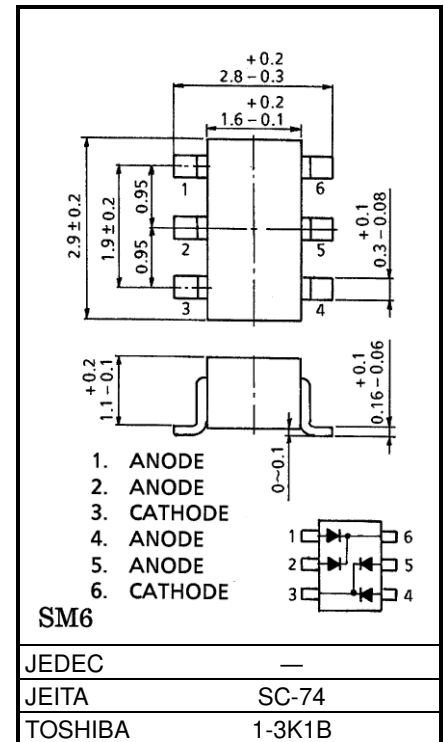 +0.2
2.8–0.3
+0.2
1.6–0.1
2.9±0.2
1.9±0.2
0.95
0.95
1
2
3
6
5
4
+0.1
0.3–0.08
+0.2
1.1–0.1
0~0.1
+0.1
0.16–0.06
1. ANODE
2. ANODE
3. CATHODE
4. ANODE
5. ANODE
6. CATHODE
1
6
2
5
3
4
SM6
JEDEC —
JEITA SC-74
TOSHIBA 1-3K1B